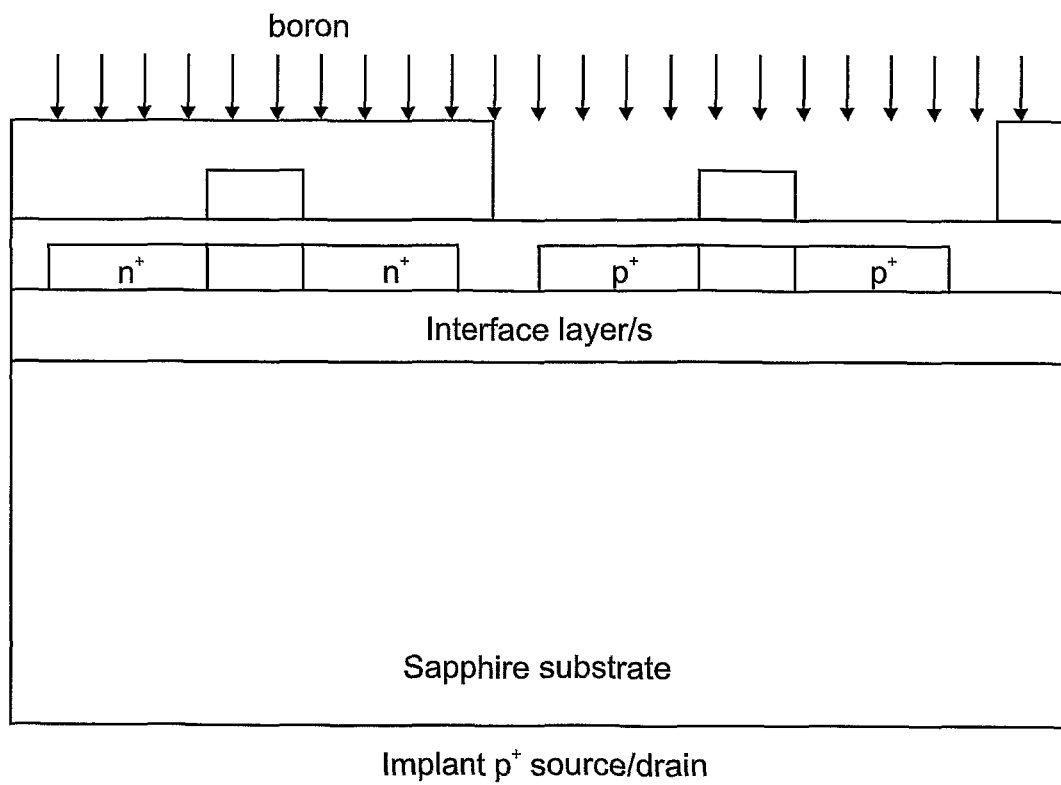 boron
n⁺ n⁺ p⁺ p⁺
Interface layer/s
Sapphire substrate
Implant p⁺ source/drain